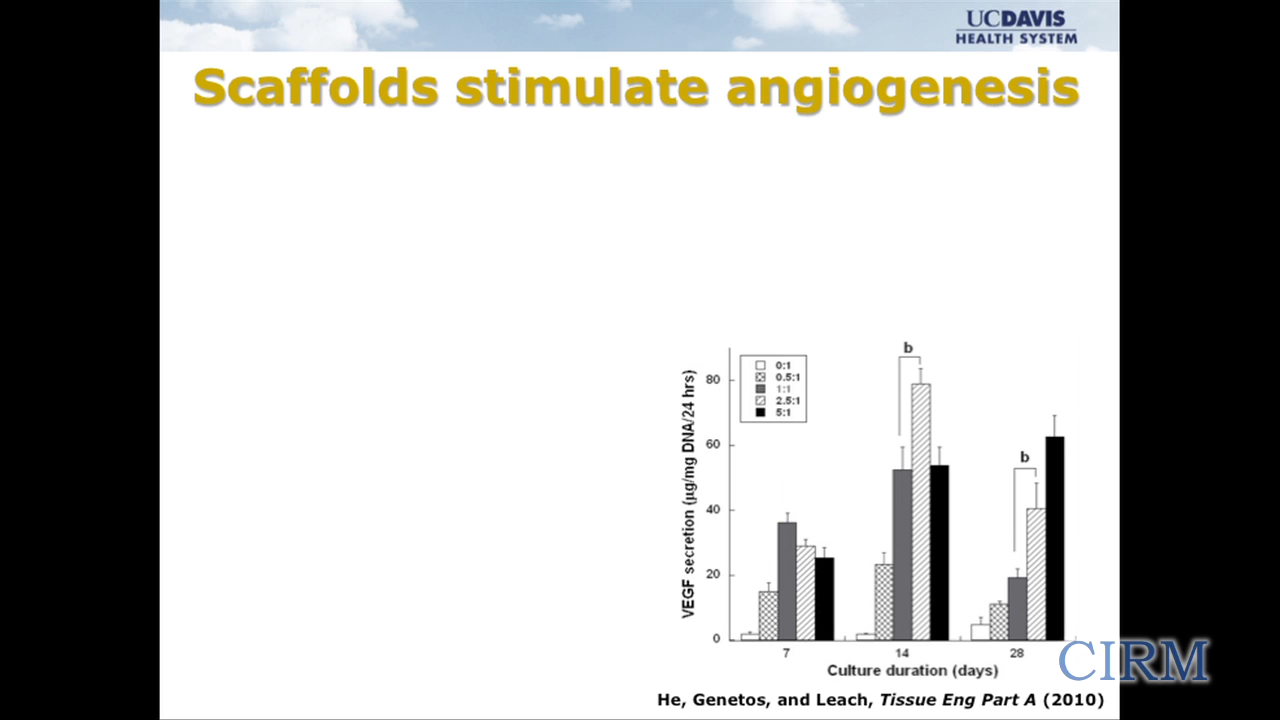 UCDAVIS
HEALTH SYSTEM
Scaffolds stimulate angiogenesis
b
0:1
0.5:1
1:1
2.5:1
5:1
80
60
40
20
0
VEGF secretion (µg/mg DNA/24 hrs)
b
7
14
28
Culture duration (days)
CIRM
He, Genetos, and Leach, Tissue Eng Part A (2010)